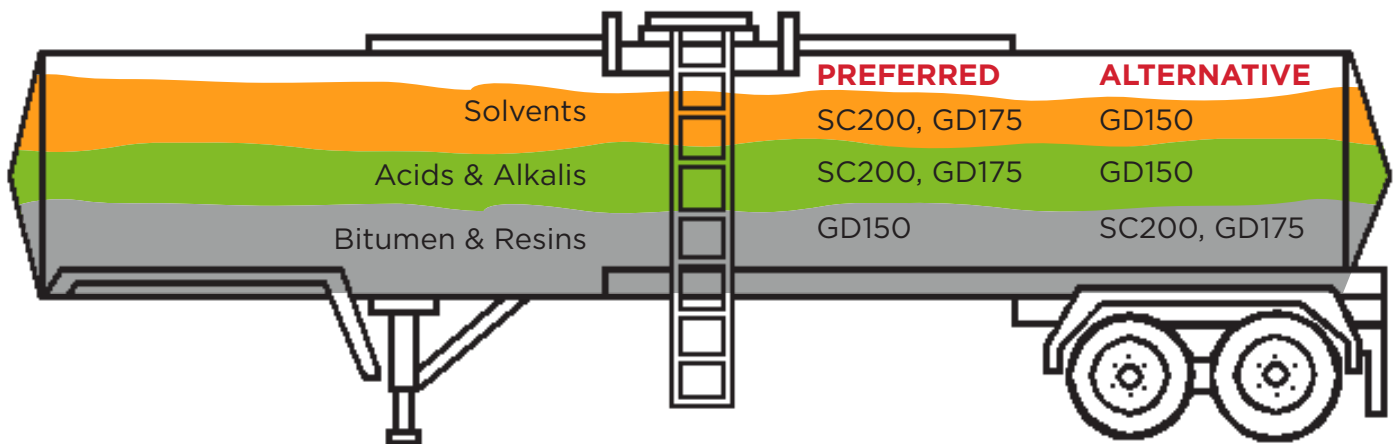 PREFERRED ALTERNATIVE
Solvents SC200, GD175 GD150
Acids & Alkalis SC200, GD175 GD150
Bitumen & Resins GD150 SC200, GD175